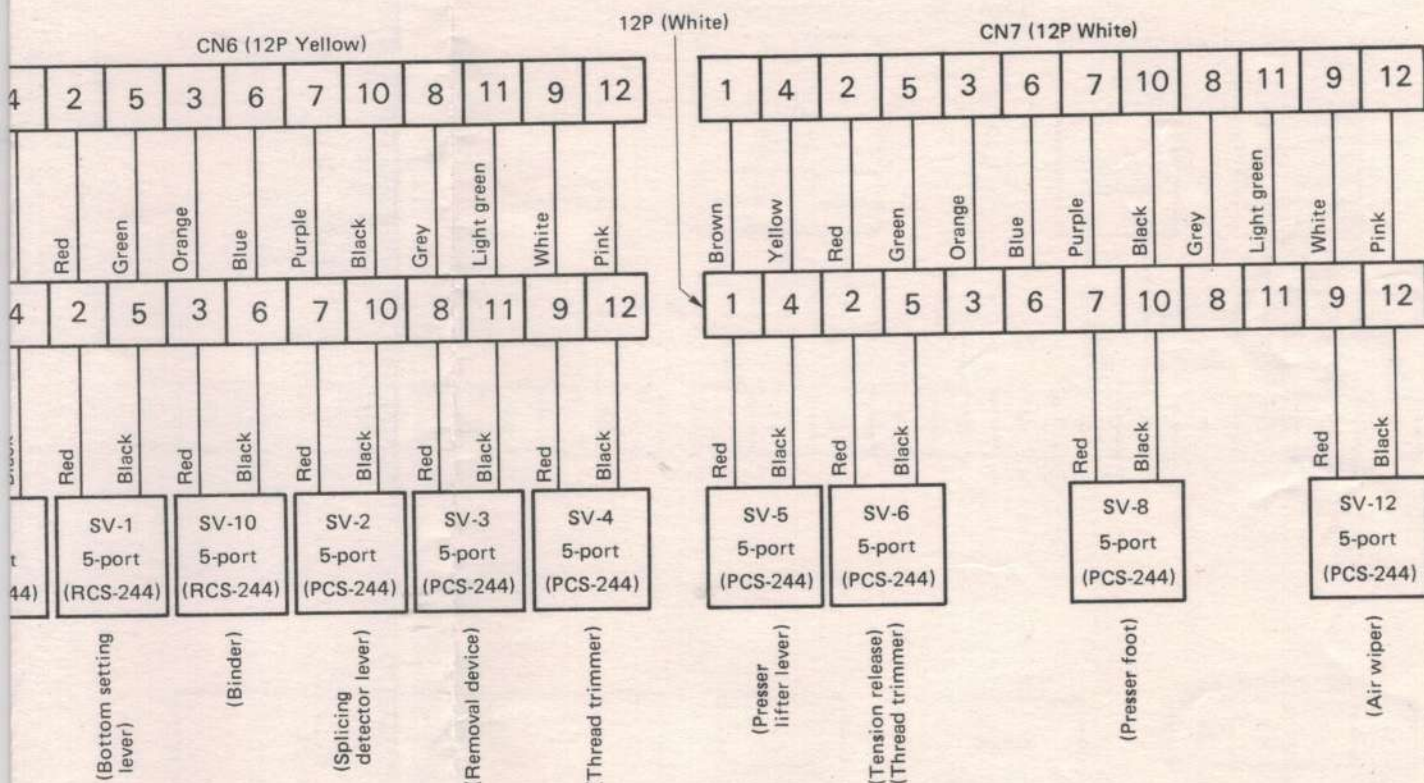 12P (White)
CN6 (12P Yellow)
CN7 (12P White)
4 2 5 3 6 7 10 8 11 9 12
1 4 2 5 3 6 7 10 8 11 9 12
Red
Green
Orange
Blue
Purple
Black
Grey
Light green
White
Pink
Brown
Yellow
Red
Green
Orange
Blue
Purple
Black
Grey
Light green
White
Pink
4 2 5 3 6 7 10 8 11 9 12
1 4 2 5 3 6 7 10 8 11 9 12
Red
Black
Red
Black
Red
Black
Red
Black
Red
Black
Red
Black
Red
Black
Red
Black
Red
Black
t
44)
SV-1
5-port
(RCS-244)
SV-10
5-port
(RCS-244)
SV-2
5-port
(PCS-244)
SV-3
5-port
(PCS-244)
SV-4
5-port
(PCS-244)
SV-5
5-port
(PCS-244)
SV-6
5-port
(PCS-244)
SV-8
5-port
(PCS-244)
SV-12
5-port
(PCS-244)
(Bottom setting
lever)
(Binder)
(Splicing
detector lever)
(Removal device)
(Thread trimmer)
(Presser
lifter lever)
(Tension release)
(Thread trimmer)
(Presser foot)
(Air wiper)